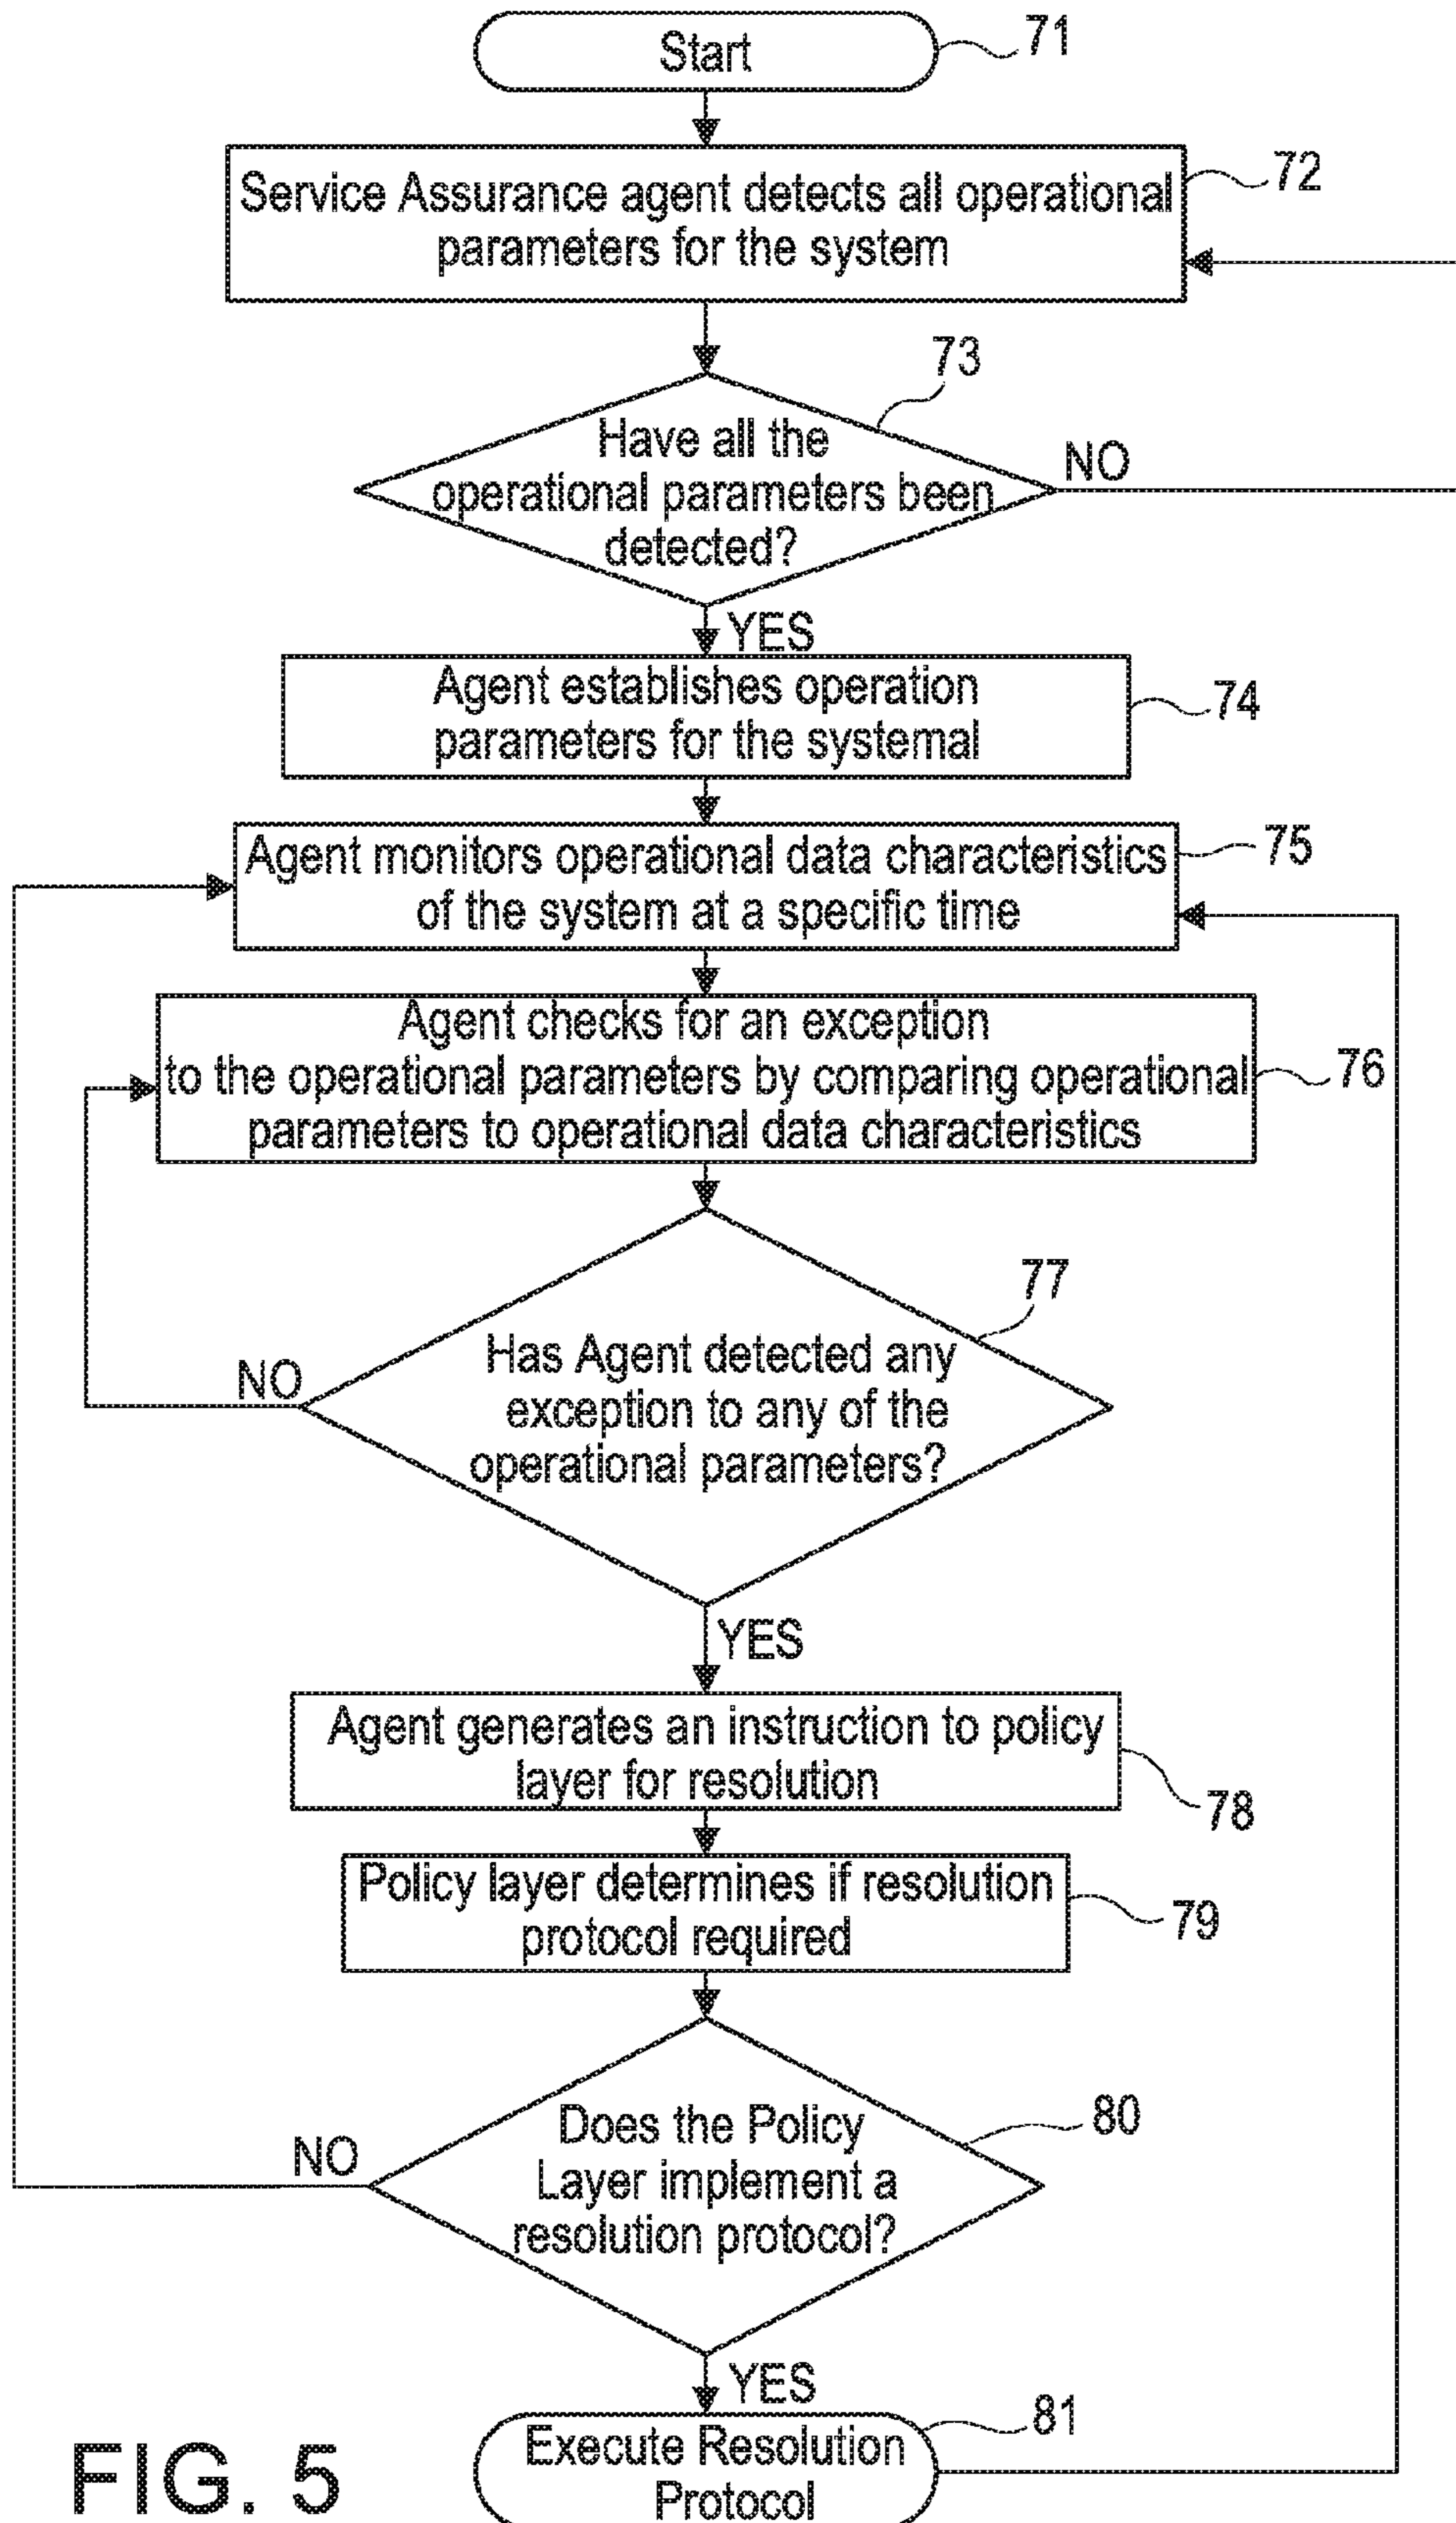 Start
71
Service Assurance agent detects all operational
parameters for the system
72
73
Have all the
operational parameters been
detected?
NO
YES
Agent establishes operation
parameters for the systemal
74
Agent monitors operational data characteristics
of the system at a specific time
75
Agent checks for an exception
to the operational parameters by comparing operational
parameters to operational data characteristics
76
77
Has Agent detected any
exception to any of the
operational parameters?
NO
YES
Agent generates an instruction to policy
layer for resolution
78
Policy layer determines if resolution
protocol required
79
80
Does the Policy
Layer implement a
resolution protocol?
NO
YES
81
Execute Resolution
Protocol
FIG. 5